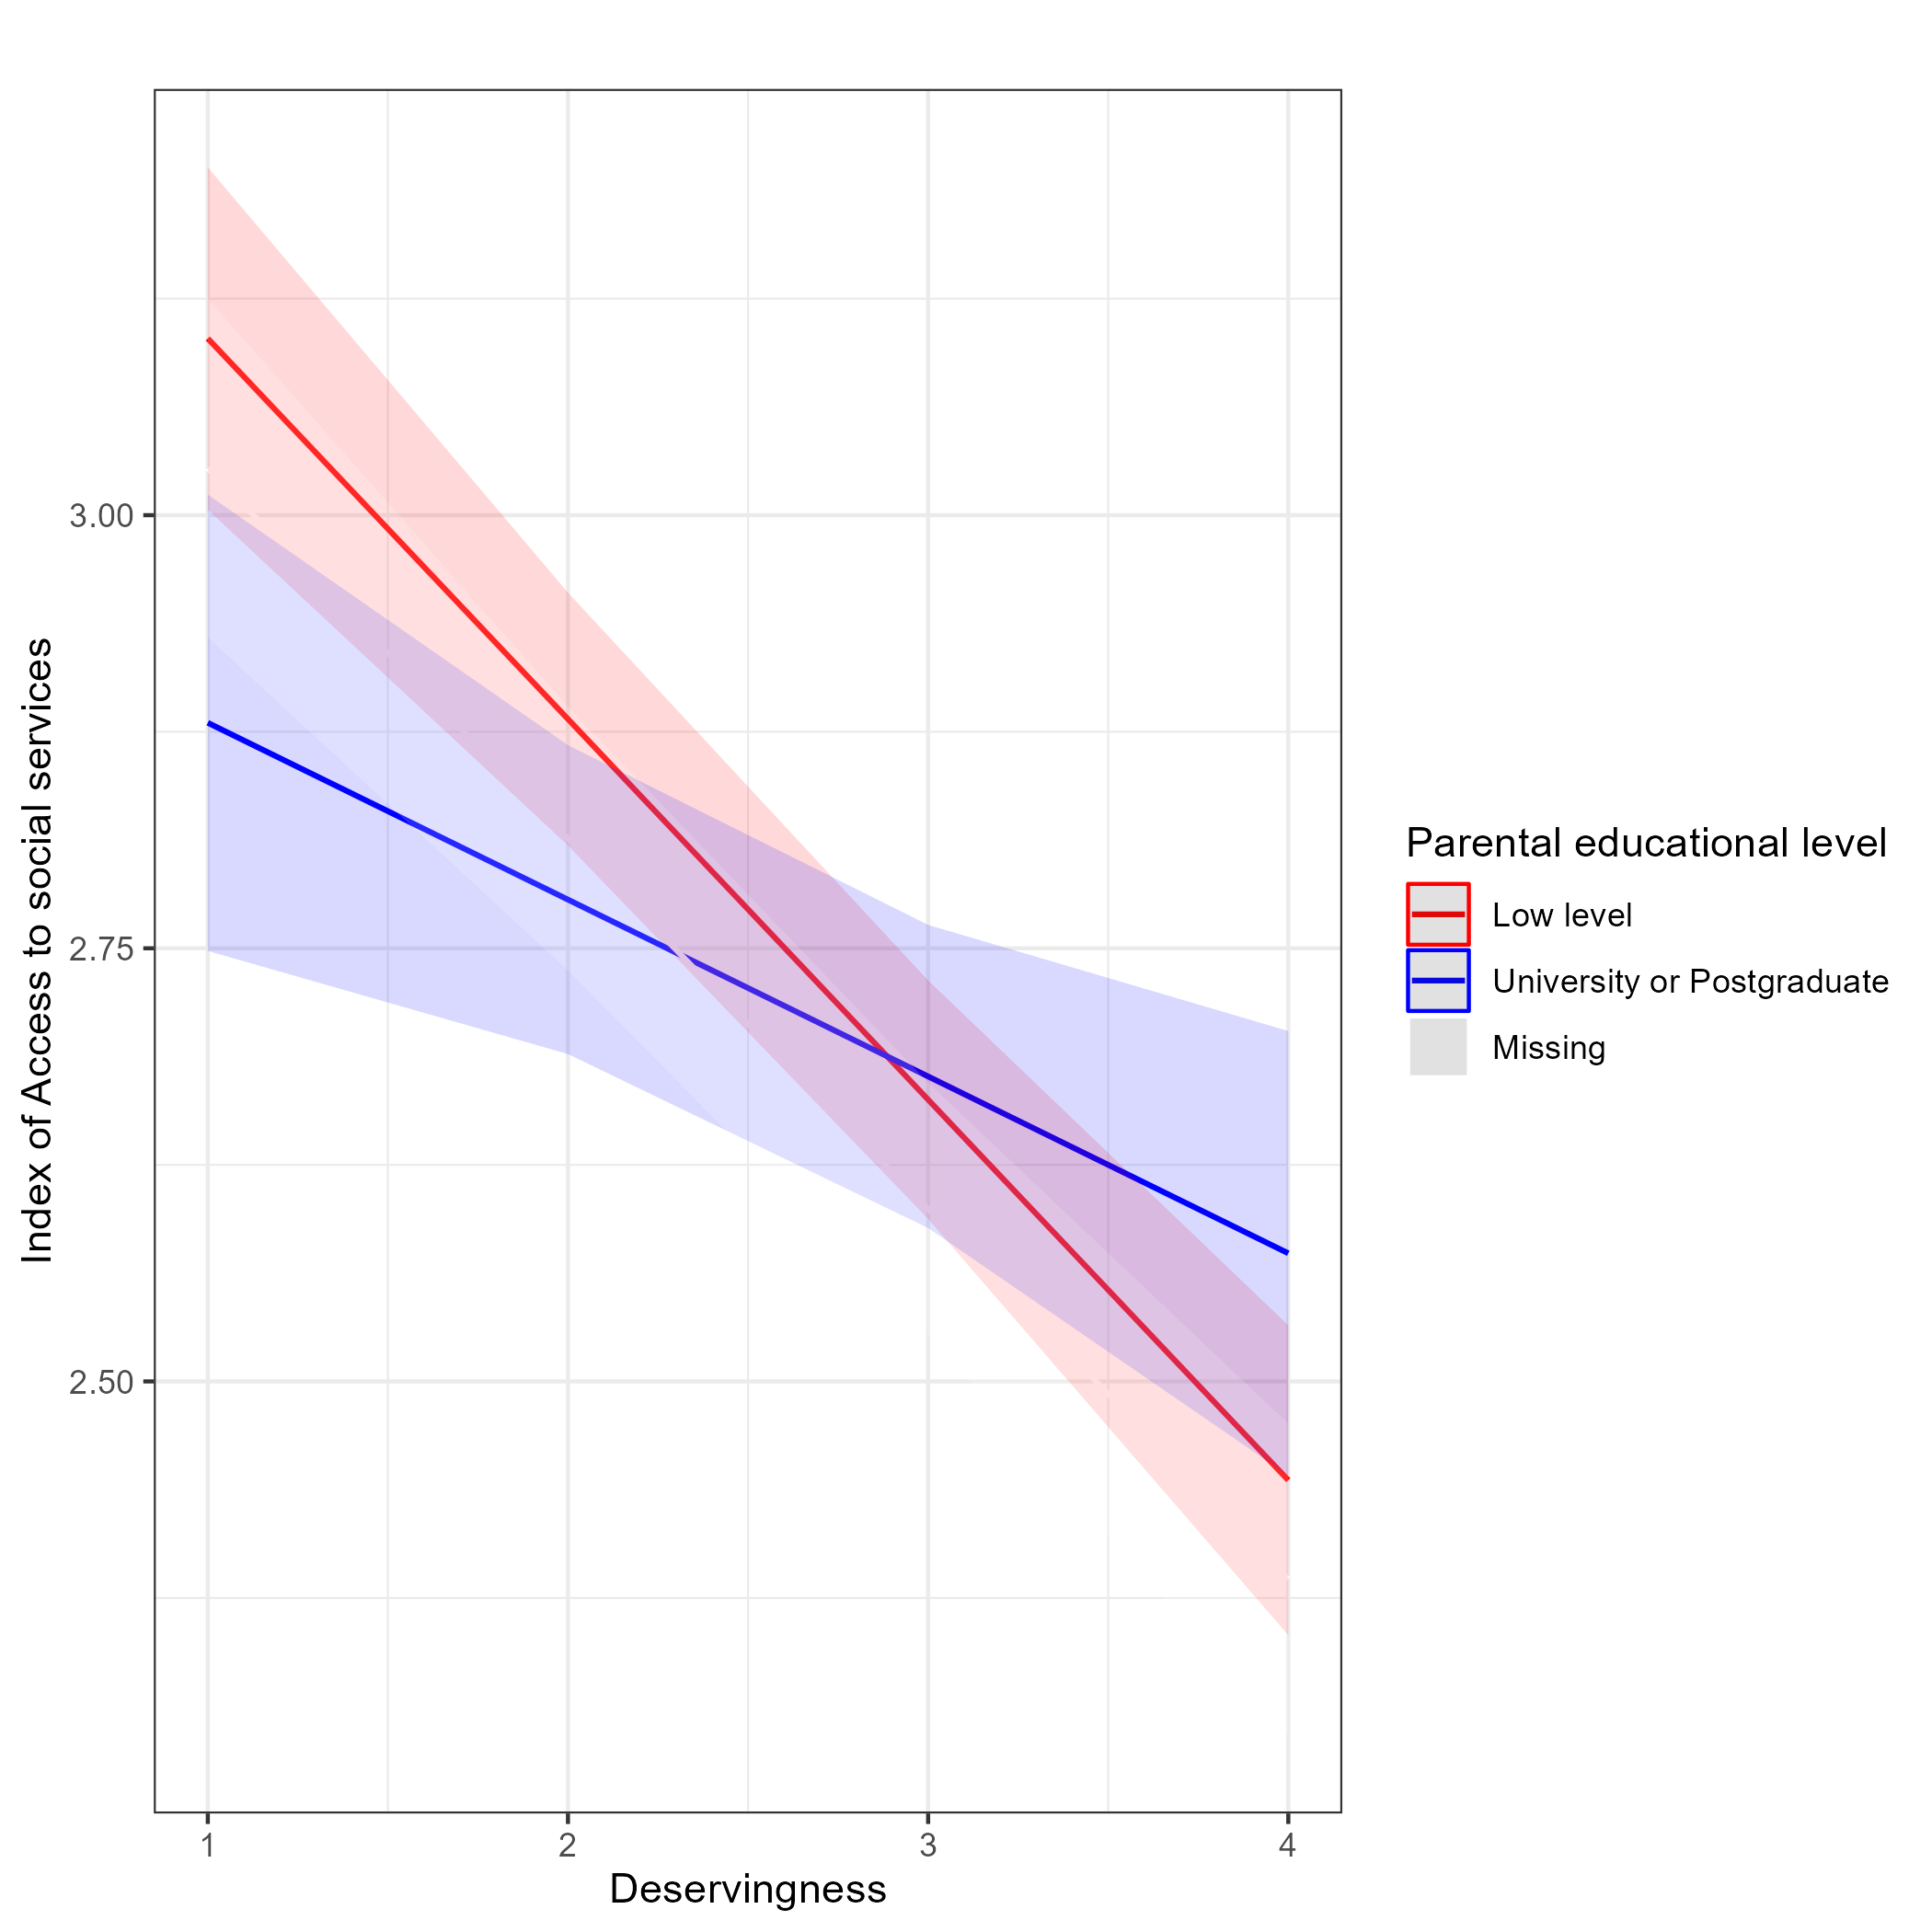 Index of Access to social services
3.00
2.75
2.50
1
2
3
4
Deservingness
Parental educational level
Low level
University or Postgraduate
Missing